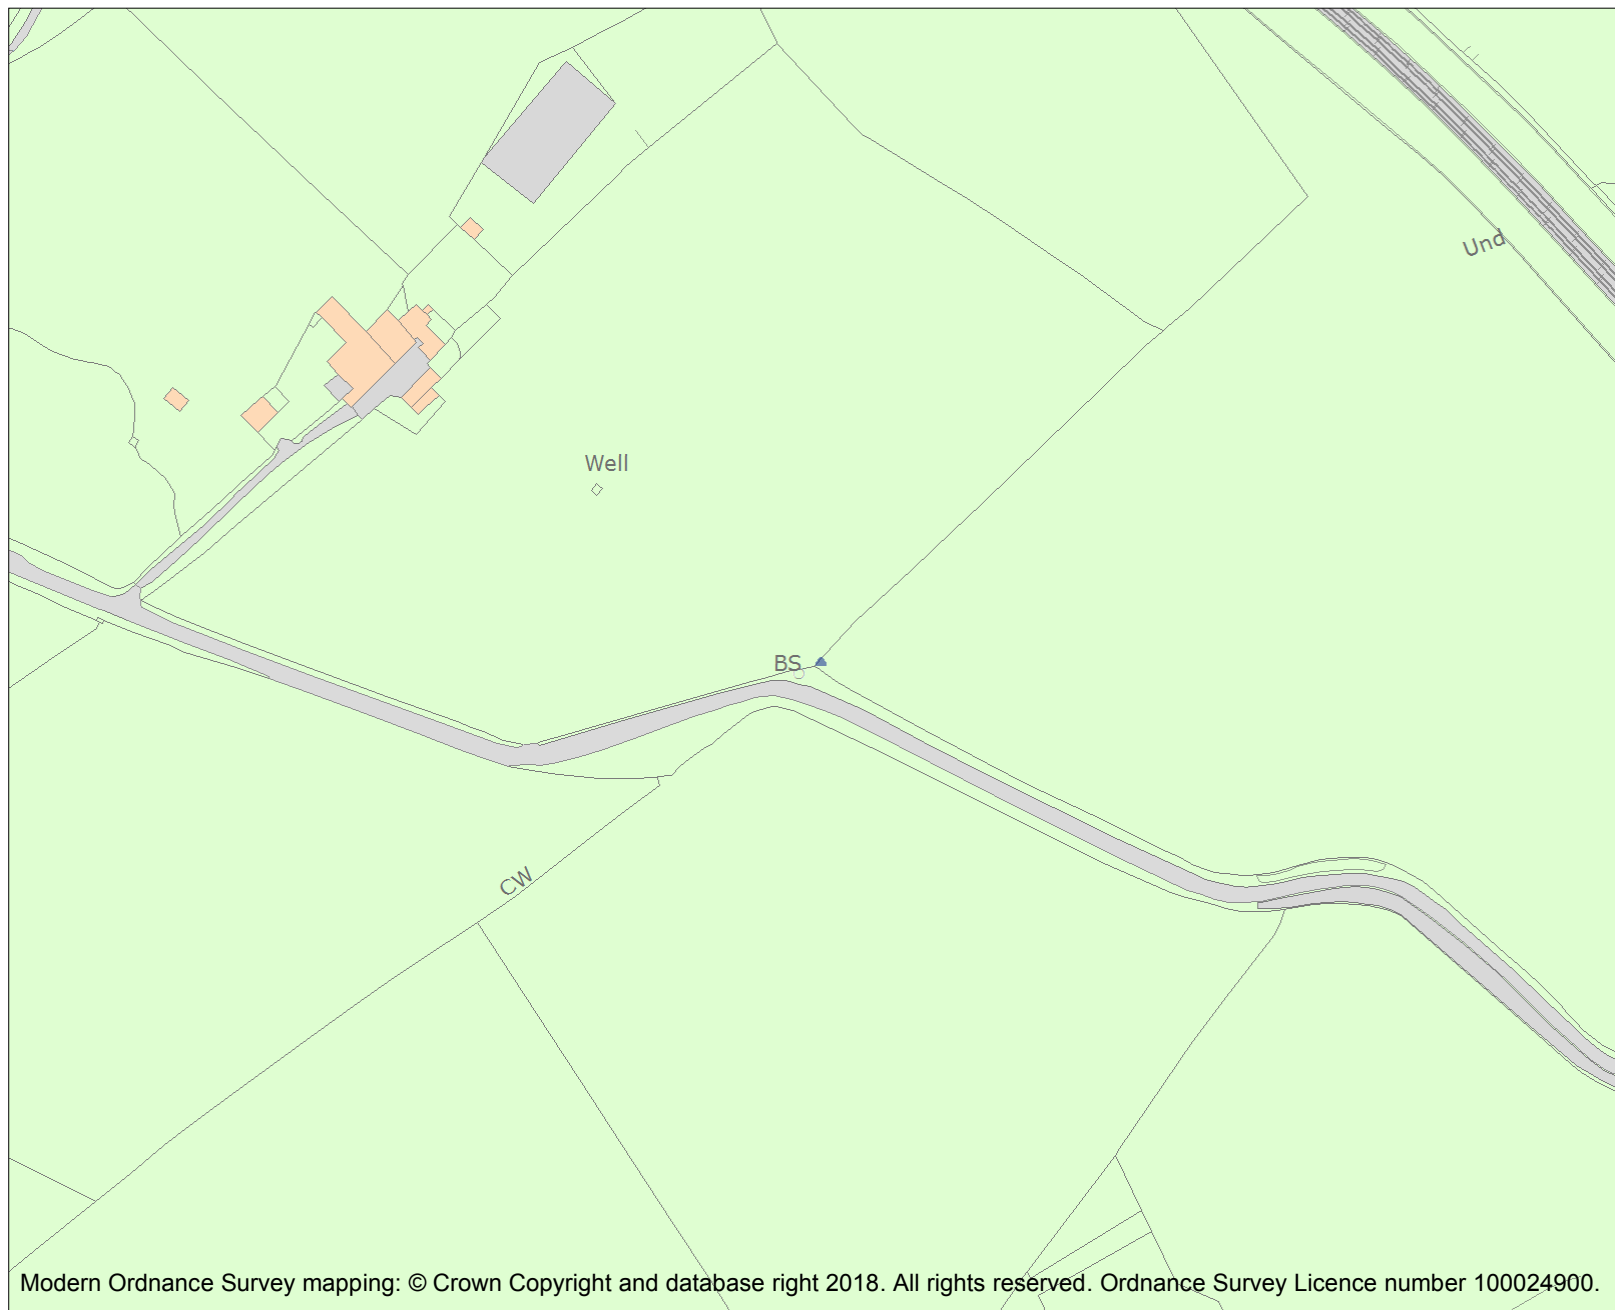 Und
Well
BS
CW
Modern Ordnance Survey mapping: © Crown Copyright and database right 2018. All rights reserved. Ordnance Survey Licence number 100024900.